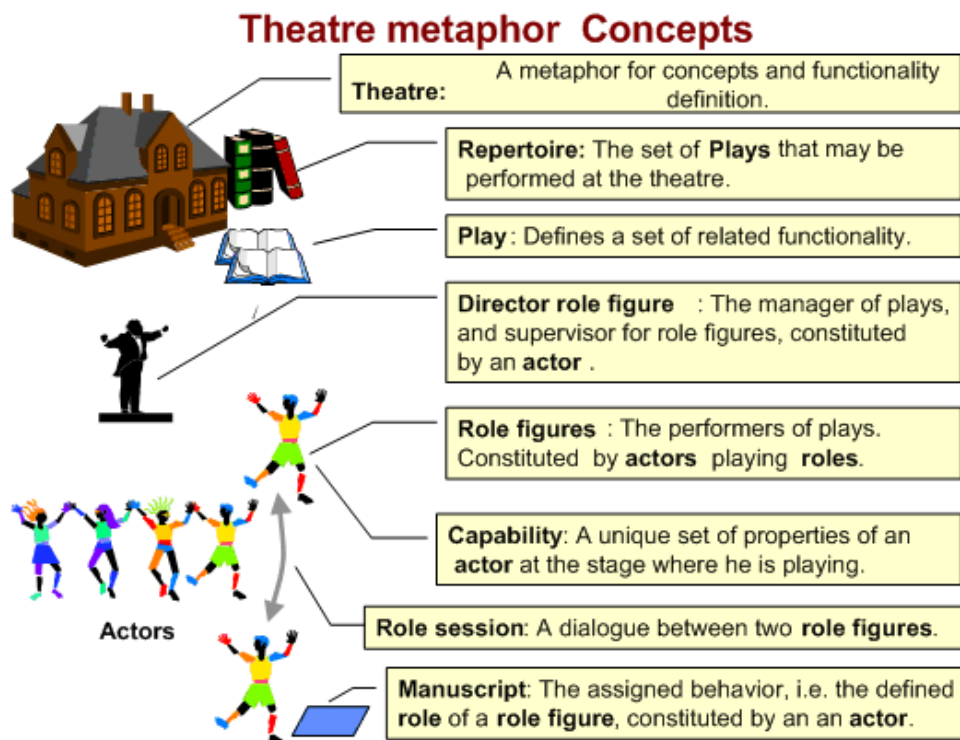 Theatre metaphor Concepts
A metaphor for concepts and functionality
Theatre: definition.
Repertoire: The set of Plays that may be
performed at the theatre.
Play : Defines a set of related functionality.
Director role figure : The manager of plays,
and supervisor for role figures, constituted
by an actor .
Role figures : The performers of plays.
Constituted by actors playing roles.
Capability: A unique set of properties of an
actor at the stage where he is playing.
Actors
Role session: A dialogue between two role figures.
Manuscript: The assigned behavior, i.e. the defined
role of a role figure, constituted by an an actor.